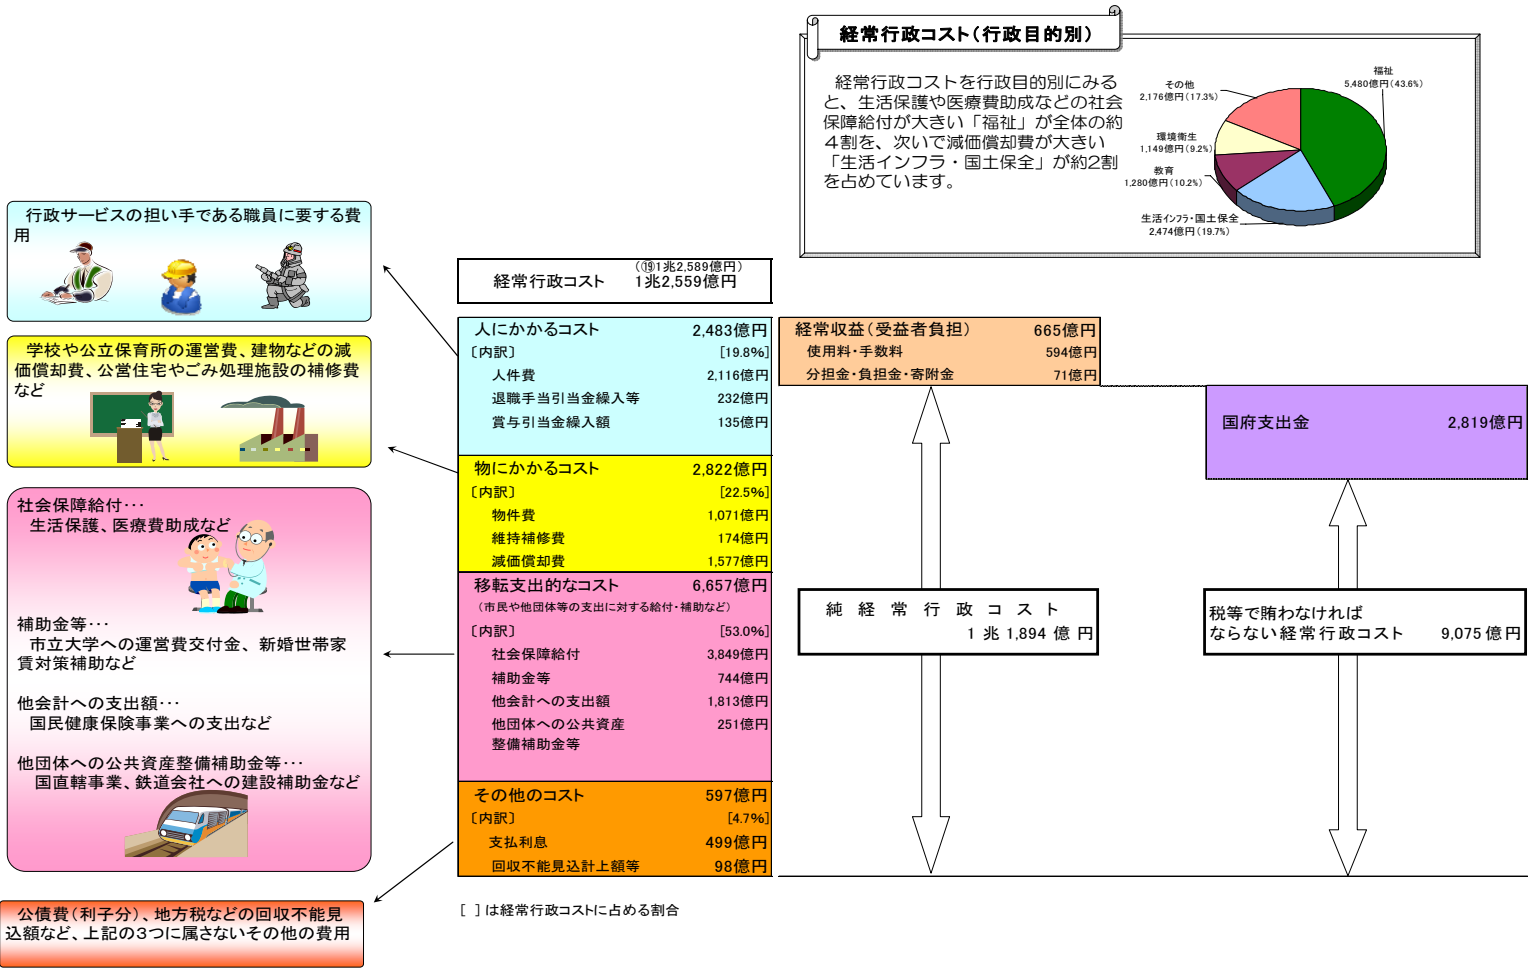 経常行政コスト（行政目的別）
経常行政コストを行政目的別にみる
と、生活保護や医療費助成などの社会
保障給付が大きい「福祉」が全体の約
４割を、次いで減価償却費が大きい
「生活インフラ・国土保全」が約2割
を占めています。
福祉
5,480億円（43.6%）
その他
2,176億円（17.3%）
環境衛生
1,149億円（9.2%）
教育
1,280億円（10.2%）
生活インフラ・国土保全
2,474億円（19.7%）
行政サービスの担い手である職員に要する費
用
学校や公立保育所の運営費、建物などの減
価償却費、公営住宅やごみ処理施設の補修費
など
社会保障給付･･･
生活保護、医療費助成など
補助金等･･･
市立大学への運営費交付金、新婚世帯家
賃対策補助など
他会計への支出額･･･
国民健康保険事業への支出など
他団体への公共資産整備補助金等･･･
国直轄事業、鉄道会社への建設補助金など
公債費（利子分）、地方税などの回収不能見
込額など、上記の３つに属さないその他の費用
（⑲1兆2,589億円）
経常行政コスト 1兆2,559億円
人にかかるコスト 2,483億円
〔内訳〕 [19.8%]
人件費 2,116億円
退職手当引当金繰入等 232億円
賞与引当金繰入額 135億円
物にかかるコスト 2,822億円
〔内訳〕 [22.5%]
物件費 1,071億円
維持補修費 174億円
減価償却費 1,577億円
移転支出的なコスト 6,657億円
（市民や他団体等の支出に対する給付・補助など）
〔内訳〕 [53.0%]
社会保障給付 3,849億円
補助金等 744億円
他会計への支出額 1,813億円
他団体への公共資産 251億円
整備補助金等
その他のコスト 597億円
〔内訳〕 [4.7%]
支払利息 499億円
回収不能見込計上額等 98億円
[ ]は経常行政コストに占める割合
経常収益（受益者負担） 665億円
使用料・手数料 594億円
分担金・負担金・寄附金 71億円
純経常行政コスト
1兆1,894億円
国府支出金 2,819億円
税等で賄わなければ
ならない経常行政コスト 9,075億円